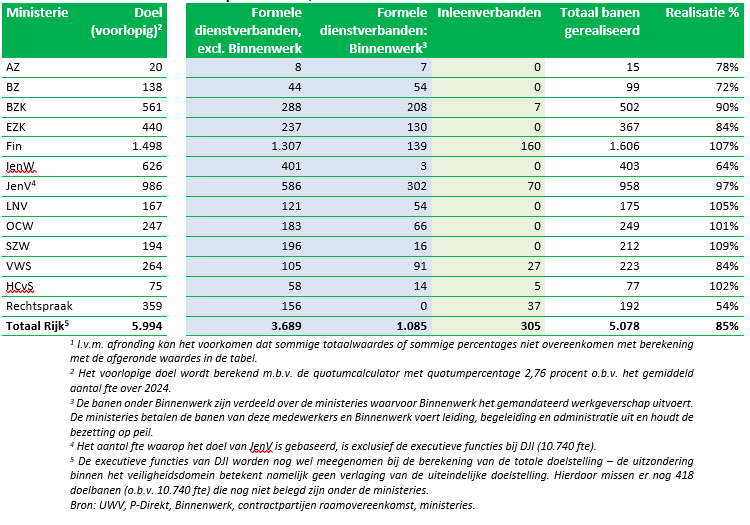 Ministerie Doel (voorlopig)² Formele dienstverbanden, excl. Binnenwerk Formele dienstverbanden: Binnenwerk³ Inleenverbanden Totaal banen gerealiseerd Realisatie %
AZ 20 8 7 0 15 78%
BZ 138 44 54 0 99 72%
BZK 561 288 208 7 502 90%
EZK 440 237 130 0 367 84%
Fin 1.498 1.307 139 160 1.606 107%
IenW 626 401 3 0 403 64%
JenV⁴ 986 586 302 70 958 97%
LNV 167 121 54 0 175 105%
OCW 247 183 66 0 249 101%
SZW 194 196 16 0 212 109%
VWS 264 105 91 27 223 84%
HCvS 75 58 14 5 77 102%
Rechtspraak 359 156 0 37 192 54%
Totaal Rijk⁵ 5.994 3.689 1.085 305 5.078 85%
¹ I.v.m. afronding kan het voorkomen dat sommige totaalwaardes of sommige percentages niet overeenkomen met berekening
met de afgeronde waardes in de tabel.
² Het voorlopige doel wordt berekend m.b.v. de quotumcalculator met quotumpercentage 2,76 procent o.b.v. het gemiddeld
aantal fte over 2024.
³ De banen onder Binnenwerk zijn verdeeld over de ministeries waarvoor Binnenwerk het gemandateerd werkgeverschap uitvoert.
De ministeries betalen de banen van deze medewerkers en Binnenwerk voert leiding, begeleiding en administratie uit en houdt de
bezetting op peil.
⁴ Het aantal fte waarop het doel van JenV is gebaseerd, is exclusief de executieve functies bij DJI (10.740 fte).
⁵ De executieve functies van DJI worden nog wel meegenomen bij de berekening van de totale doelstelling – de uitzondering
binnen het veiligheidsdomein betekent namelijk geen verlaging van de uiteindelijke doelstelling. Hierdoor missen er nog 418
doelbanen (o.b.v. 10.740 fte) die nog niet belegd zijn onder de ministeries.
Bron: UWV, P-Direkt, Binnenwerk, contractpartijen raamovereenkomst, ministeries.